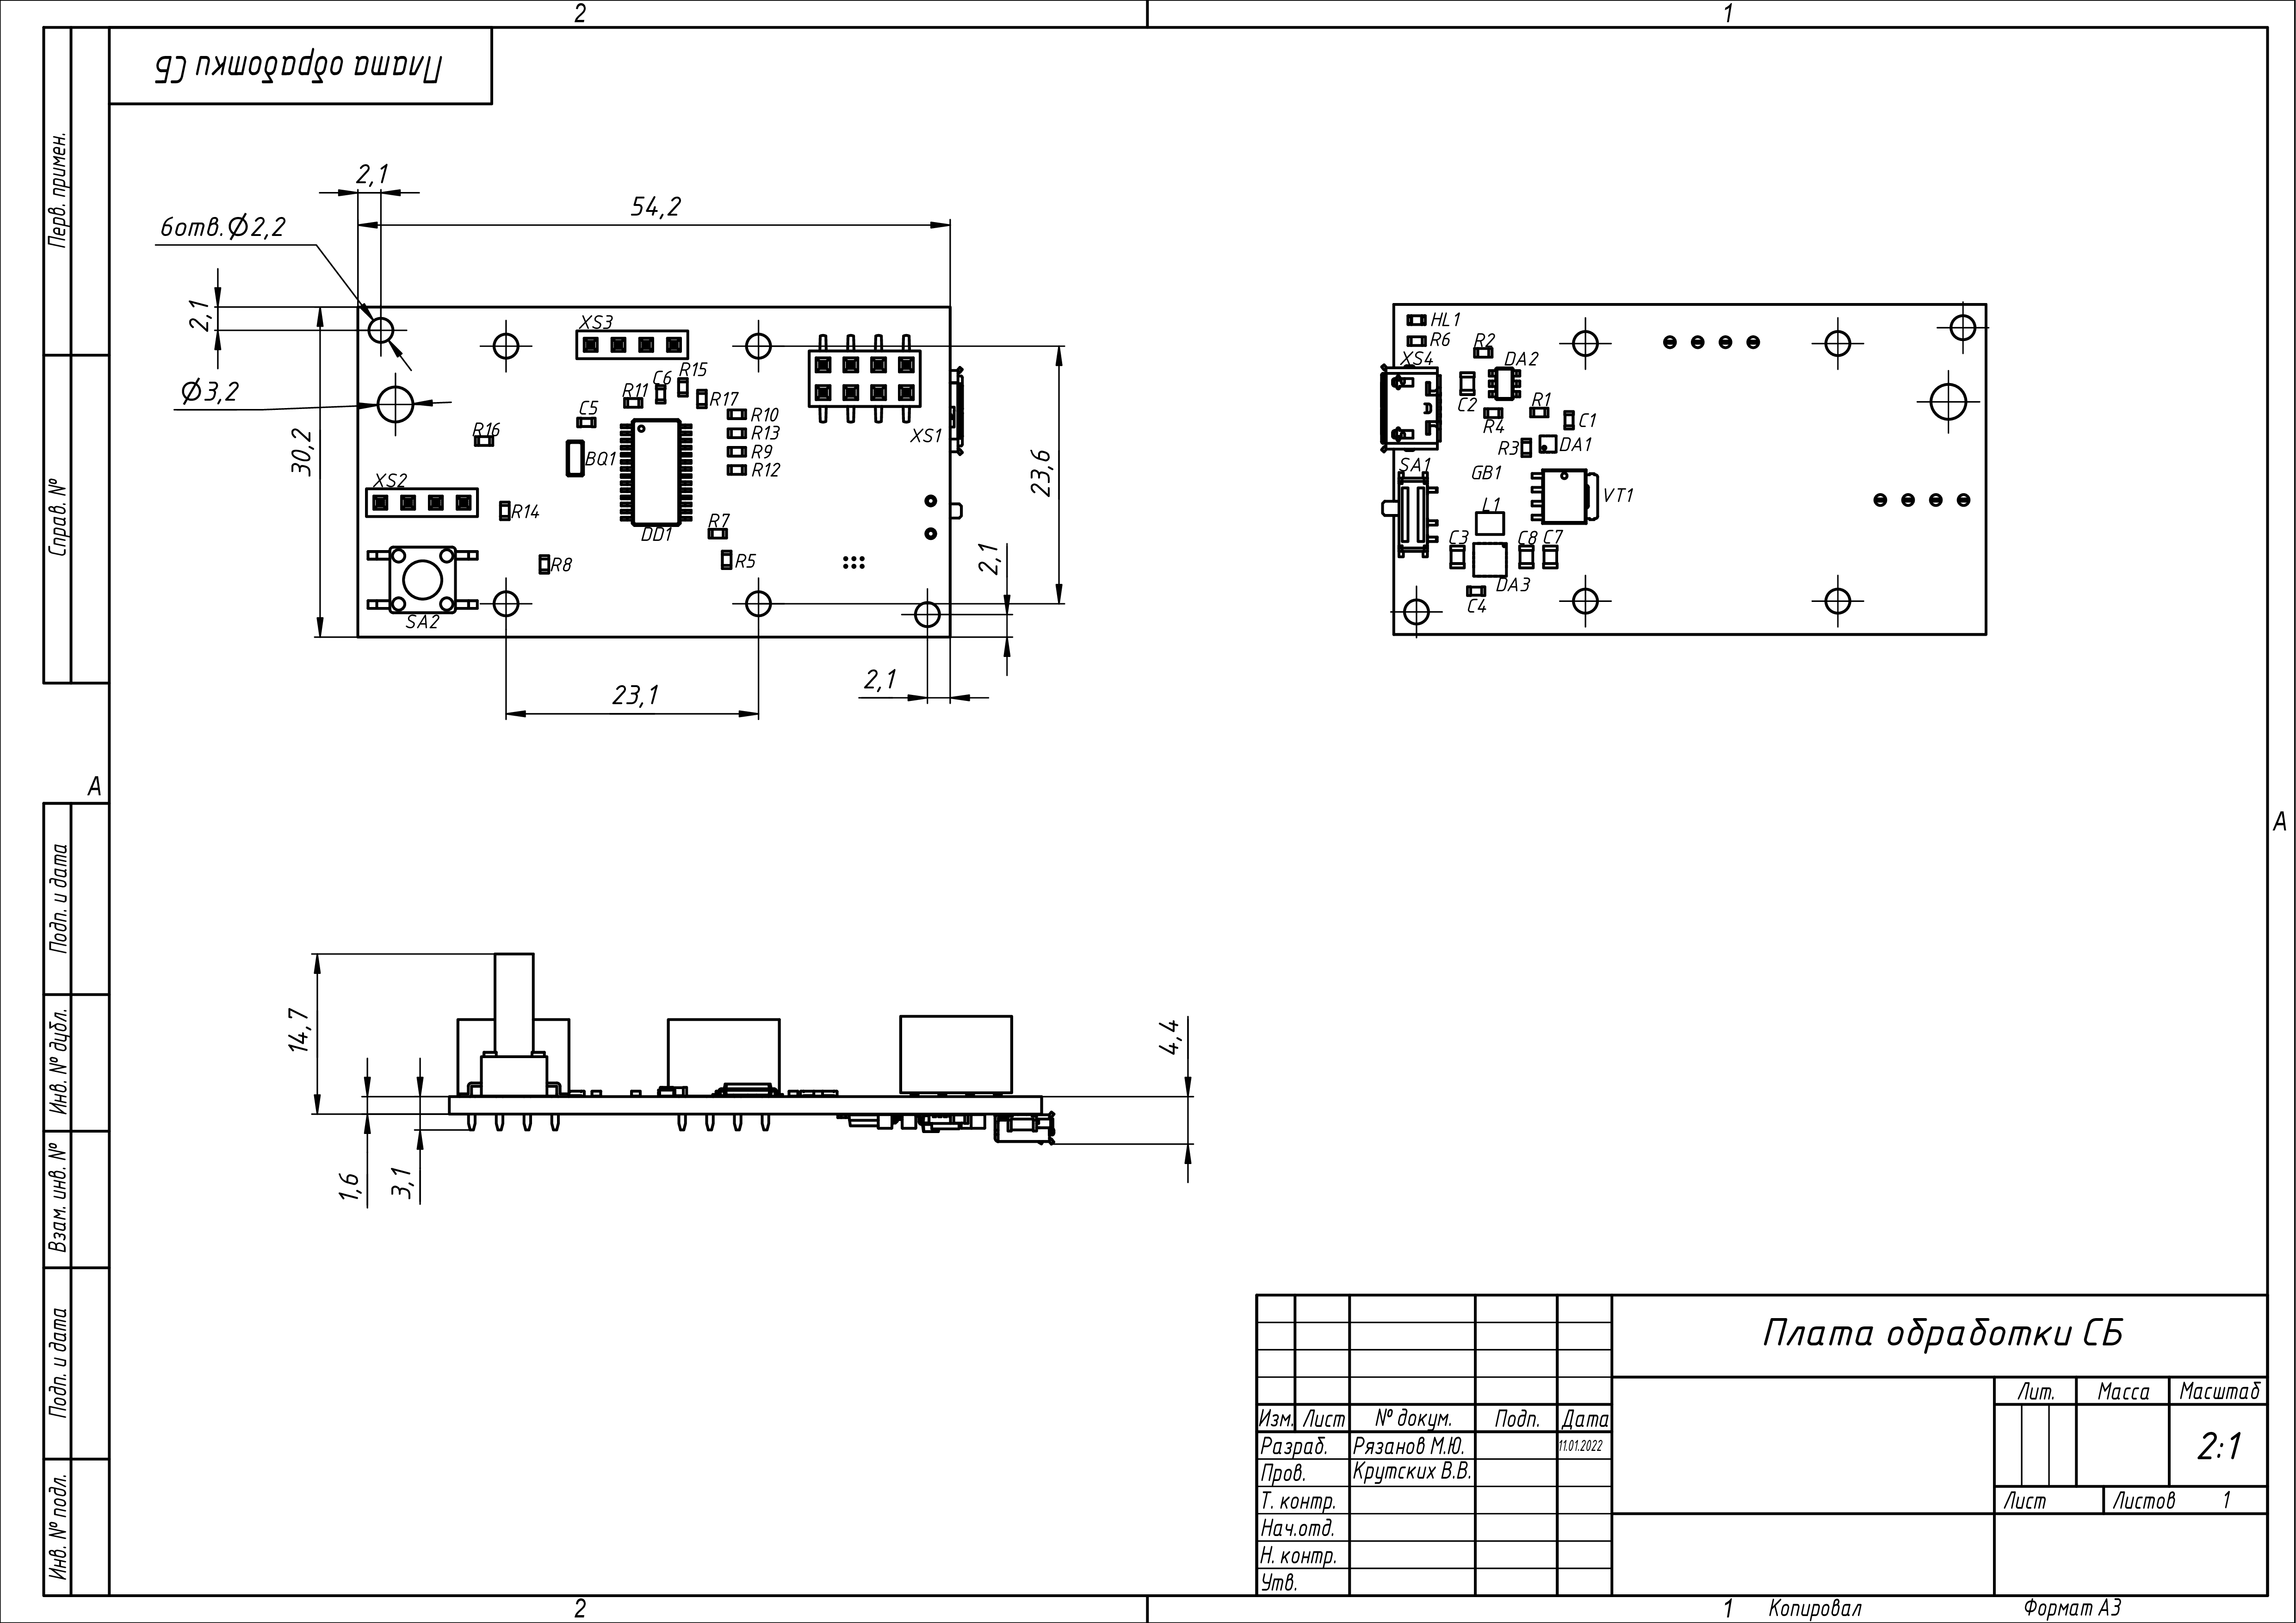 2
1
Плата обработки СБ
Перв. примен.
Справ. №
Подп. и дата
Инв. № дубл.
Взам. инв. №
Подп. и дата
Инв. № подл.
А
А
2,1
54,2
6отв.Ø2,2
2,1
Ø3,2
30,2
XS3
C6
R15
R11
R17
C5
R10
R13
R9
R12
R16
BQ1
XS1
XS2
R14
DD1
R7
R8
R5
SA2
23,6
2,1
2,1
23,1
HL1
R6
R2
XS4
DA2
C2
R1
R4
C1
R3
DA1
SA1
GB1
VT1
L1
C3
C8
C7
DA3
C4
14,7
4,4
1,6
3,1
Плата обработки СБ
Лит.
Масса
Масштаб
Изм.
Лист
№ докум.
Подп.
Дата
Разраб.
Рязанов М.Ю.
11.01.2022
2:1
Пров.
Крутских В.В.
Т. контр.
Лист
Листов
1
Нач.отд.
Н. контр.
Утв.
2
1
Копировал
Формат А3